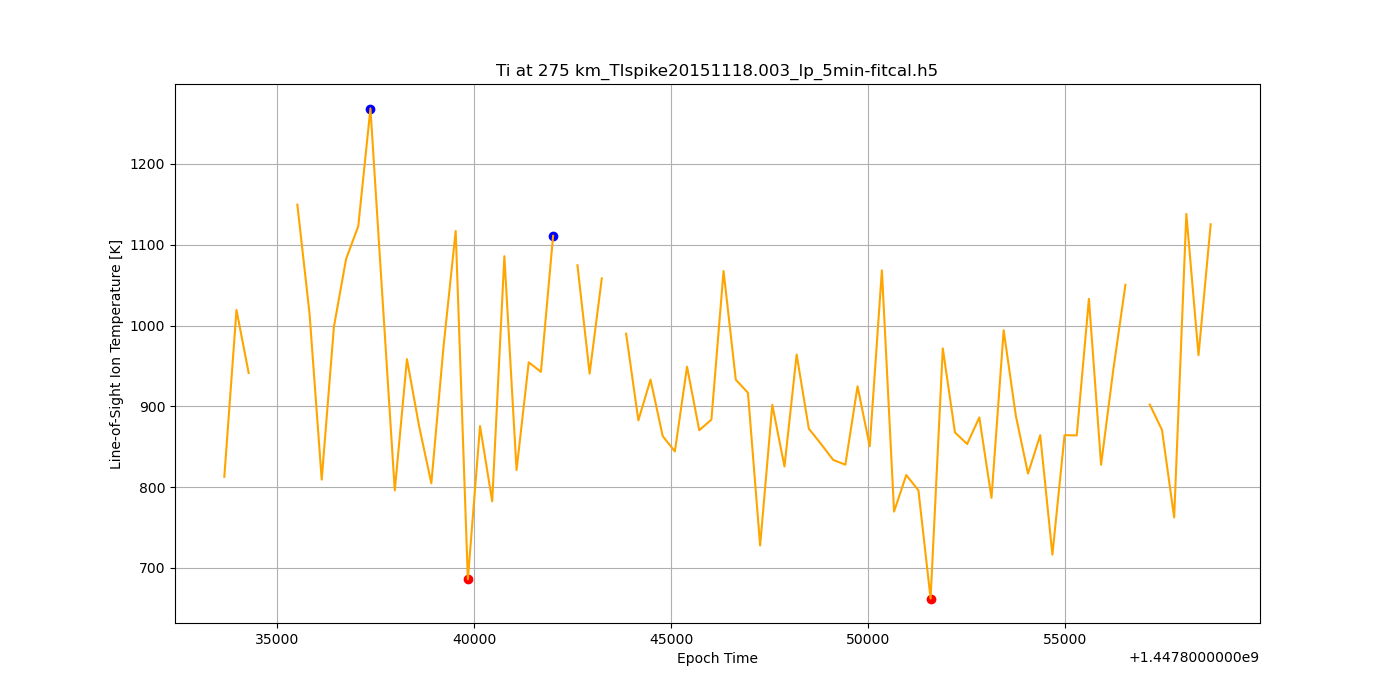 Ti at 275 km_TIspike20151118.003_lp_5min-fitcal.h5
Line-of-Sight Ion Temperature [K]
1200
1100
1000
900
800
700
35000 40000 45000 50000 55000
Epoch Time
+1.4478000000e9